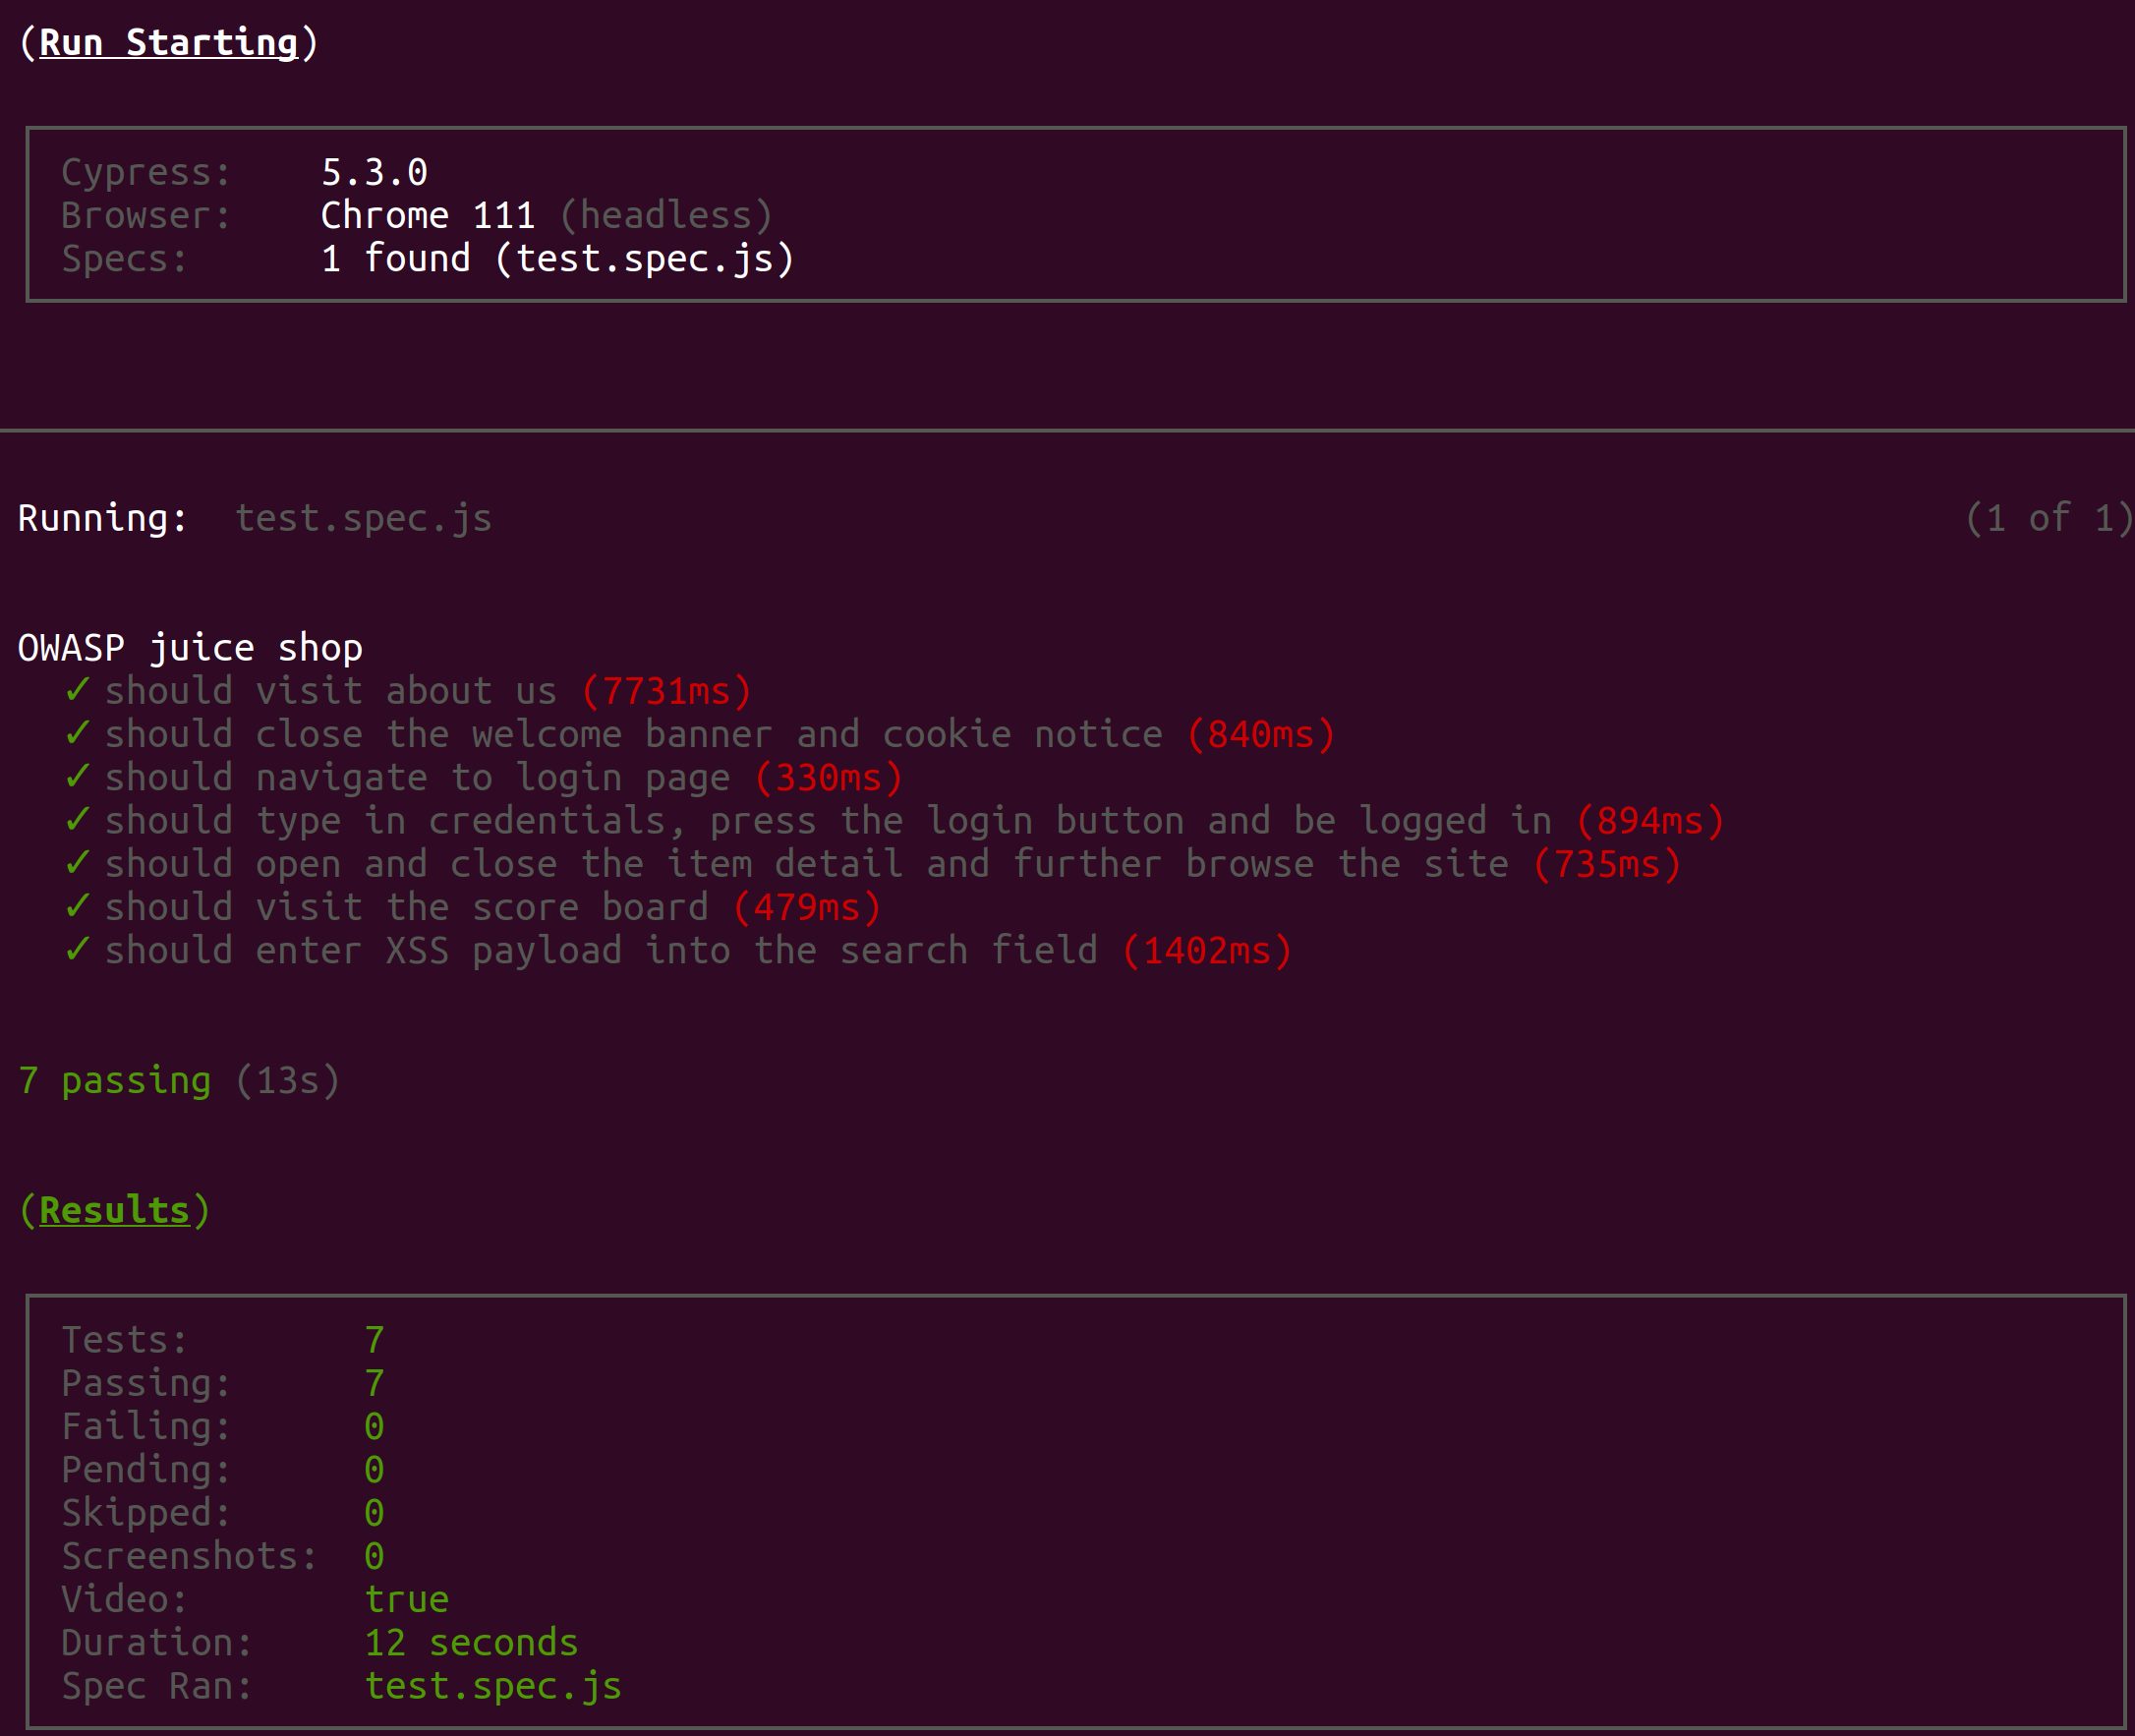 (Run Starting)
Cypress: 5.3.0
Browser: Chrome 111 (headless)
Specs: 1 found (test.spec.js)
Running: test.spec.js (1 of 1)
OWASP juice shop
✓ should visit about us (7731ms)
✓ should close the welcome banner and cookie notice (840ms)
✓ should navigate to login page (330ms)
✓ should type in credentials, press the login button and be logged in (894ms)
✓ should open and close the item detail and further browse the site (735ms)
✓ should visit the score board (479ms)
✓ should enter XSS payload into the search field (1402ms)
7 passing (13s)
(Results)
Tests: 7
Passing: 7
Failing: 0
Pending: 0
Skipped: 0
Screenshots: 0
Video: true
Duration: 12 seconds
Spec Ran: test.spec.js